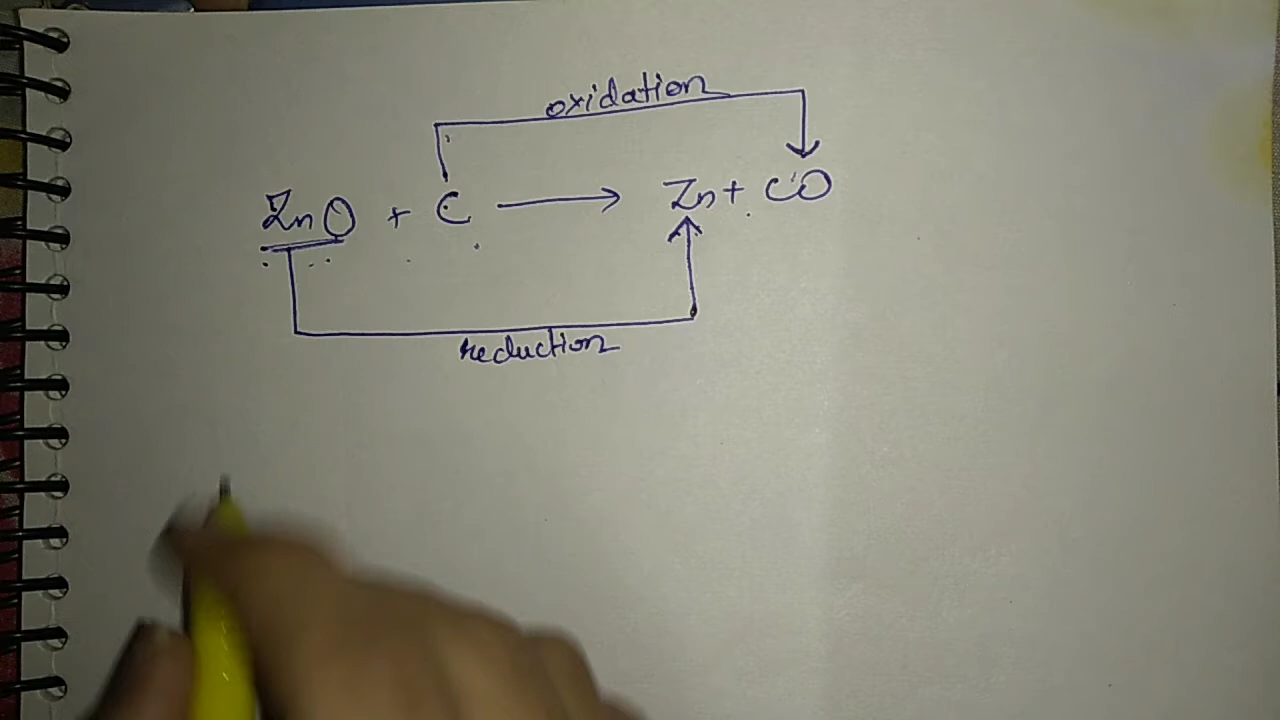 oxidation
ZnO + C ⟶ Zn + CO
reduction